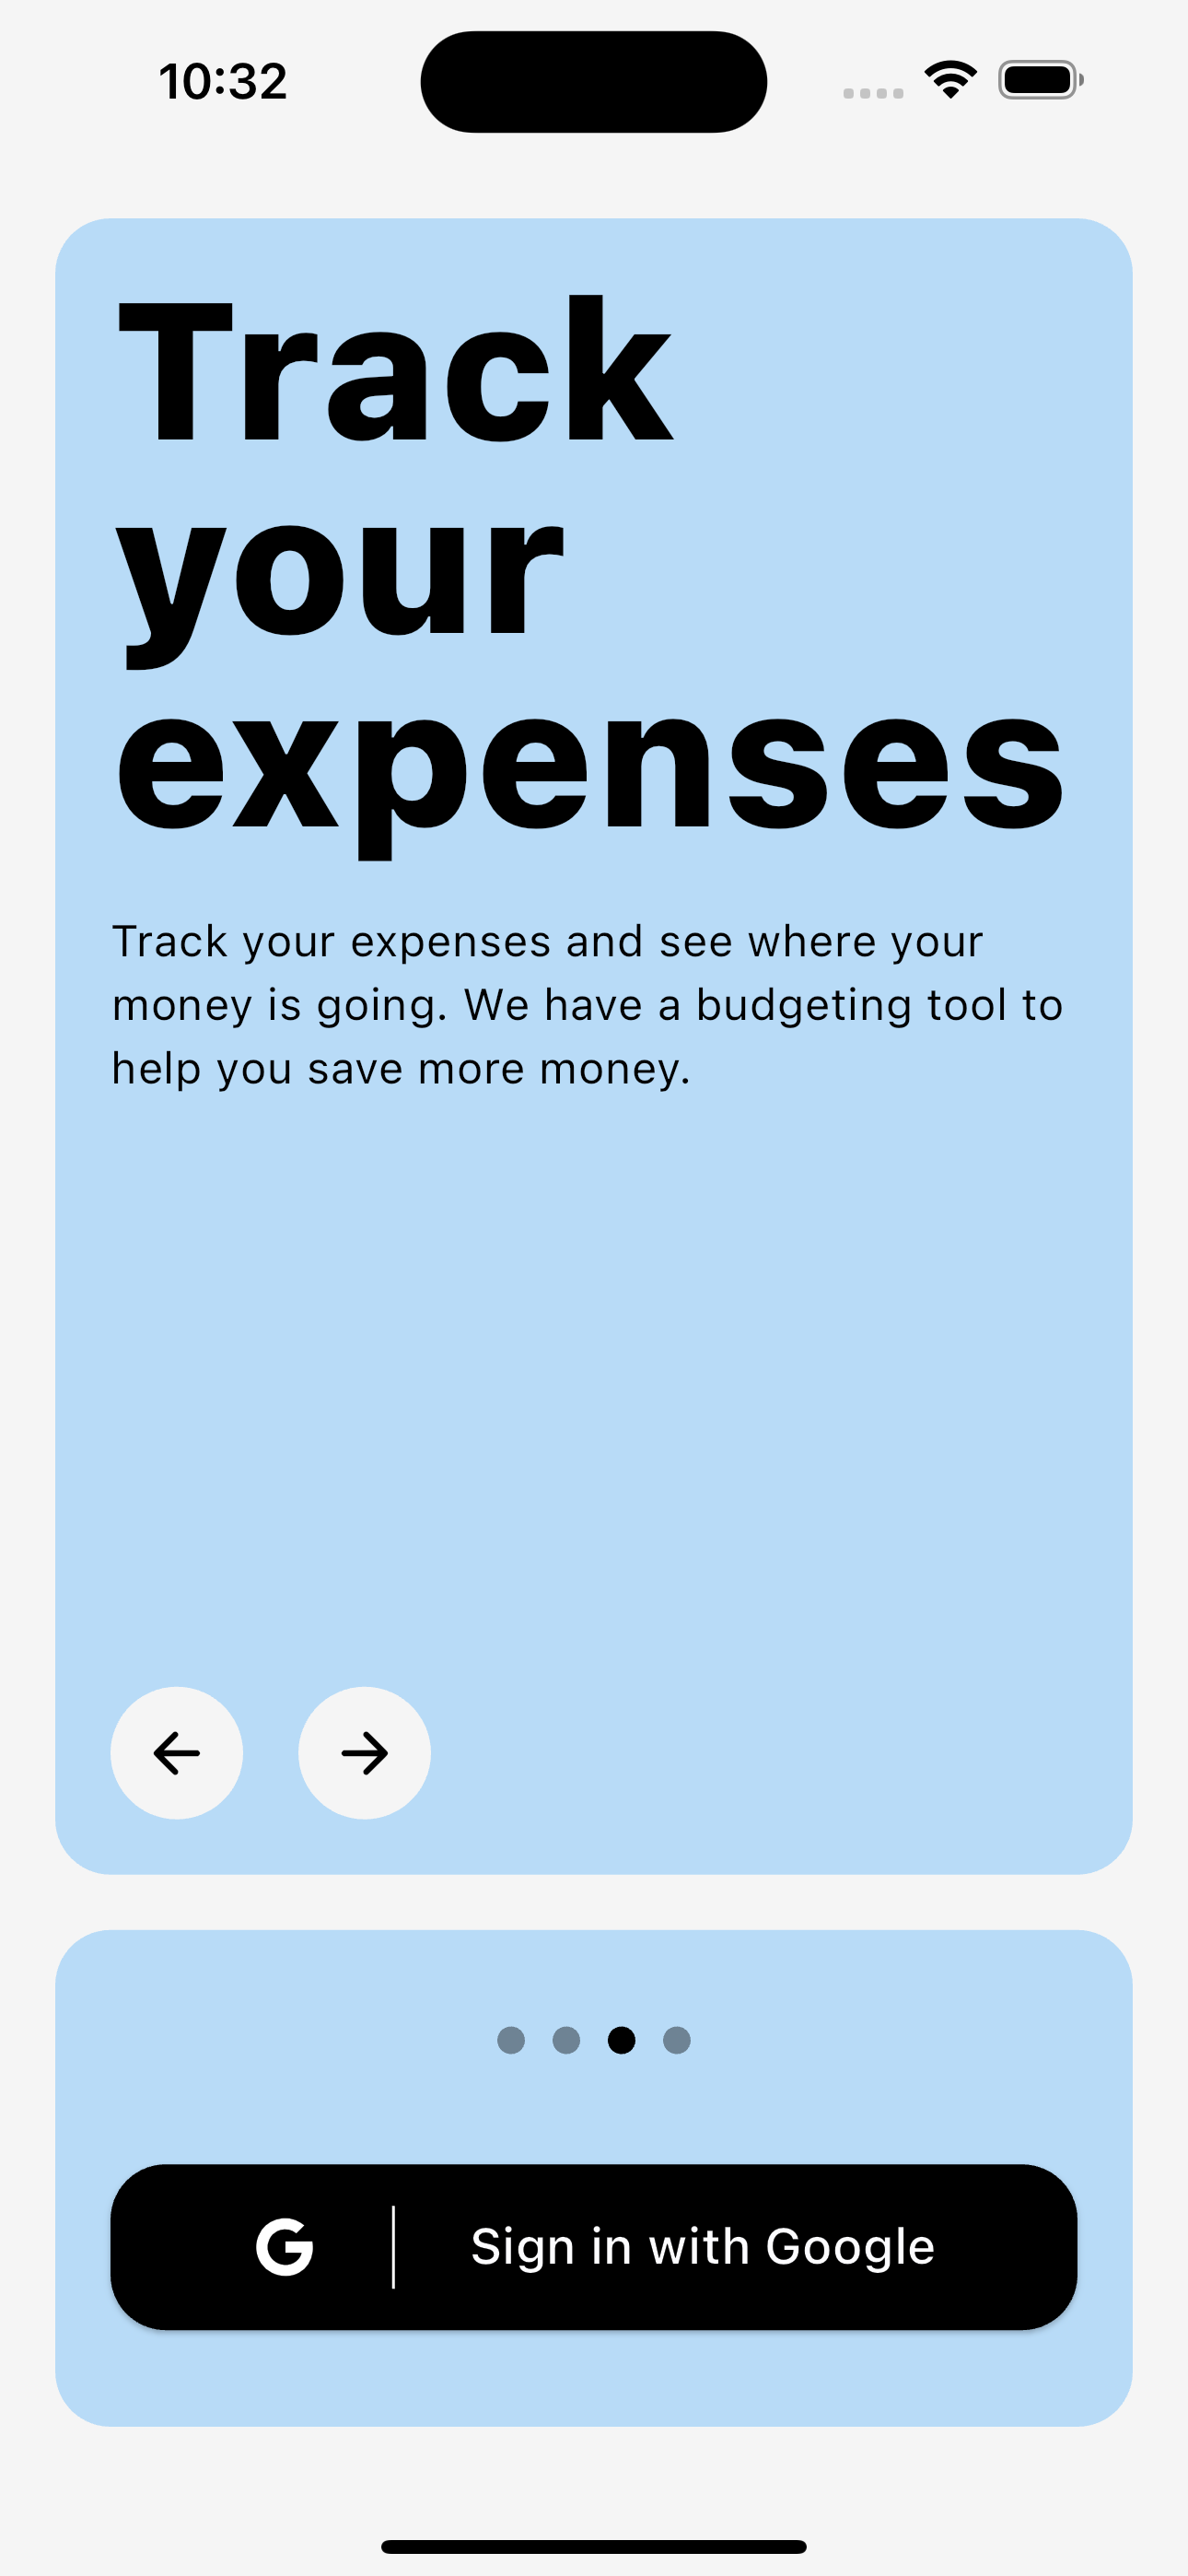 10:32
Track
your
expenses
Track your expenses and see where your
money is going. We have a budgeting tool to
help you save more money.
G
Sign in with Google